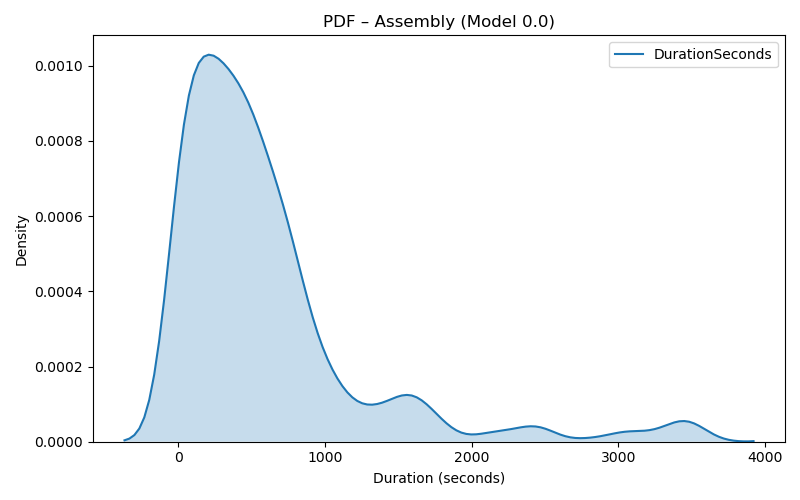 PDF – Assembly (Model 0.0)
DurationSeconds
0.0010
0.0008
0.0006
0.0004
0.0002
0.0000
Density
0 1000 2000 3000 4000
Duration (seconds)